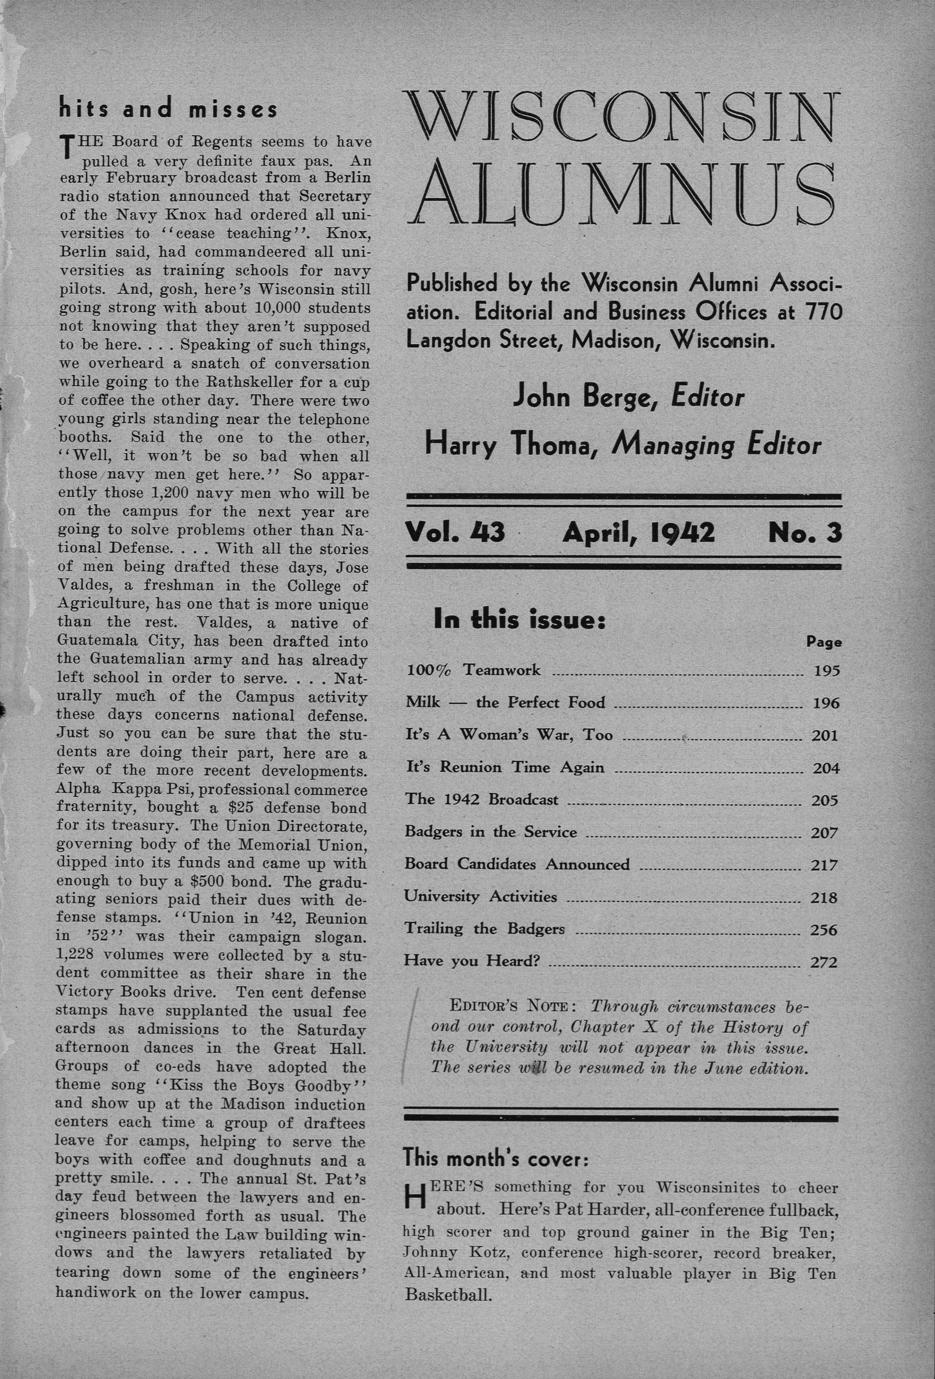 hits and misses
THE Board of Regents seems to have
pulled a very definite faux pas. An
early February broadcast from a Berlin
radio station announced that Secretary
of the Navy Knox had ordered all uni-
versities to ‘‘cease teaching’’. Knox,
Berlin said, had commandeered all uni-
versities as training schools for navy
pilots. And, gosh, here’s Wisconsin still
going strong with about 10,000 students
not knowing that they aren’t supposed
to be here. . . . Speaking of such things,
we overheard a snatch of conversation
while going to the Rathskeller for a cup
of coffee the other day. There were two
young girls standing near the telephone
booths. Said the one to the other,
‘‘Well, it won’t be so bad when all
those navy men get here.’’ So appar-
ently those 1,200 navy men who will be
on the campus for the next year are
going to solve problems other than Na-
tional Defense. . . . With all the stories
of men being drafted these days, Jose
Valdes, a freshman in the College of
Agriculture, has one that is more unique
than the rest. Valdes, a native of
Guatemala City, has been drafted into
the Guatemalian army and has already
left school in order to serve. . . . Nat-
urally much of the Campus activity
these days concerns national defense.
Just so you can be sure that the stu-
dents are doing their part, here are a
few of the more recent developments.
Alpha Kappa Psi, professional commerce
fraternity, bought a $25 defense bond
for its treasury. The Union Directorate,
governing body of the Memorial Union,
dipped into its funds and came up with
enough to buy a $500 bond. The gradu-
ating seniors paid their dues with de-
fense stamps. ‘‘Union in ’42, Reunion
in ’52’’ was their campaign slogan.
1,228 volumes were collected by a stu-
dent committee as their share in the
Victory Books drive. Ten cent defense
stamps have supplanted the usual fee
cards as admissions to the Saturday
afternoon dances in the Great Hall.
Groups of co-eds have adopted the
theme song ‘‘Kiss the Boys Goodby’’
and show up at the Madison induction
centers each time a group of draftees
leave for camps, helping to serve the
boys with coffee and doughnuts and a
pretty smile. . . . The annual St. Pat’s
day feud between the lawyers and en-
gineers blossomed forth as usual. The
engineers painted the Law building win-
dows and the lawyers retaliated by
tearing down some of the engineers’
handiwork on the lower campus.
WISCONSIN
ALUMNUS
Published by the Wisconsin Alumni Associ-
ation. Editorial and Business Offices at 770
Langdon Street, Madison, Wisconsin.
John Berge, Editor
Harry Thoma, Managing Editor
Vol. 43 April, 1942 No. 3
In this issue:
Page
100% Teamwork 195
Milk — the Perfect Food 196
It’s A Woman’s War, Too 201
It’s Reunion Time Again 204
The 1942 Broadcast 205
Badgers in the Service 207
Board Candidates Announced 217
University Activities 218
Trailing the Badgers 256
Have you Heard? 272
EDITOR’S NOTE: Through circumstances be-
ond our control, Chapter X of the History of
the University will not appear in this issue.
The series will be resumed in the June edition.
This month’s cover:
HERE’S something for you Wisconsinites to cheer
about. Here’s Pat Harder, all-conference fullback,
high scorer and top ground gainer in the Big Ten;
Johnny Kotz, conference high-scorer, record breaker,
All-American, and most valuable player in Big Ten
Basketball.